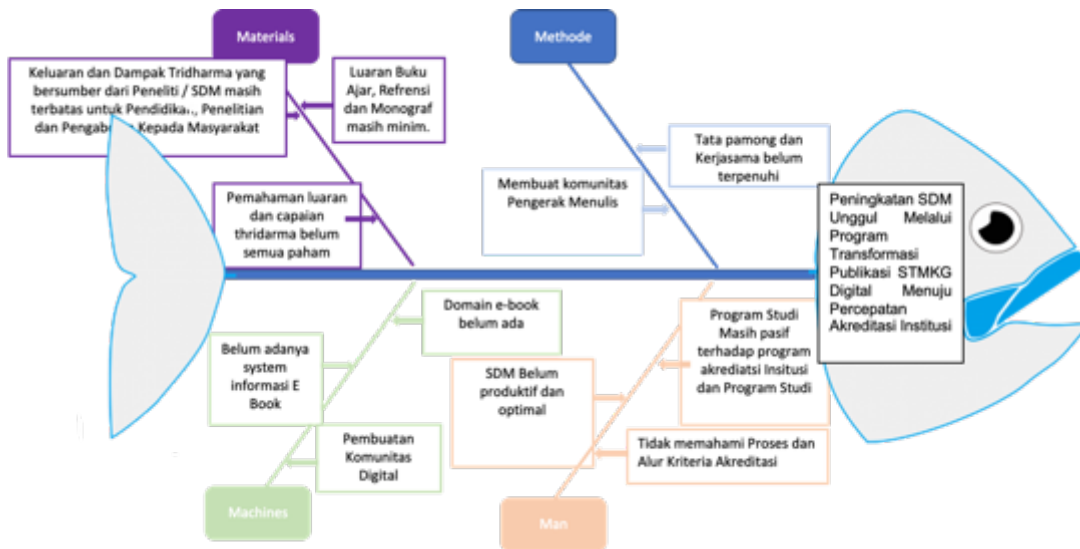 Materials
Keluaran dan Dampak Tridharma yang
bersumber dari Peneliti / SDM masih
terbatas untuk Penelitian
dan Kepada Masyarakat
Luaran Buku
Ajar, Refrensi
dan Monograf
masih minim.
Pemahaman luaran
dan capaian
thridarma belum
semua paham
Methode
Tata pamong dan
Kerjasama belum
terpenuhi
Membuat komunitas
Pengerak Menulis
Peningkatan SDM
Unggul Melalui
Program
Transformasi
Publikasi STMKG
Digital Menuju
Percepatan
Akreditasi Institusi
Domain e-book
belum ada
Belum adanya
system
informasi E
Book
Pembuatan
Komunitas
Digital
Machines
Program Studi
Masih pasif
terhadap program
akrediatsi Insitusi
dan Program Studi
SDM Belum
produktif dan
optimal
Tidak memahami Proses dan
Alur Kriteria Akreditasi
Man